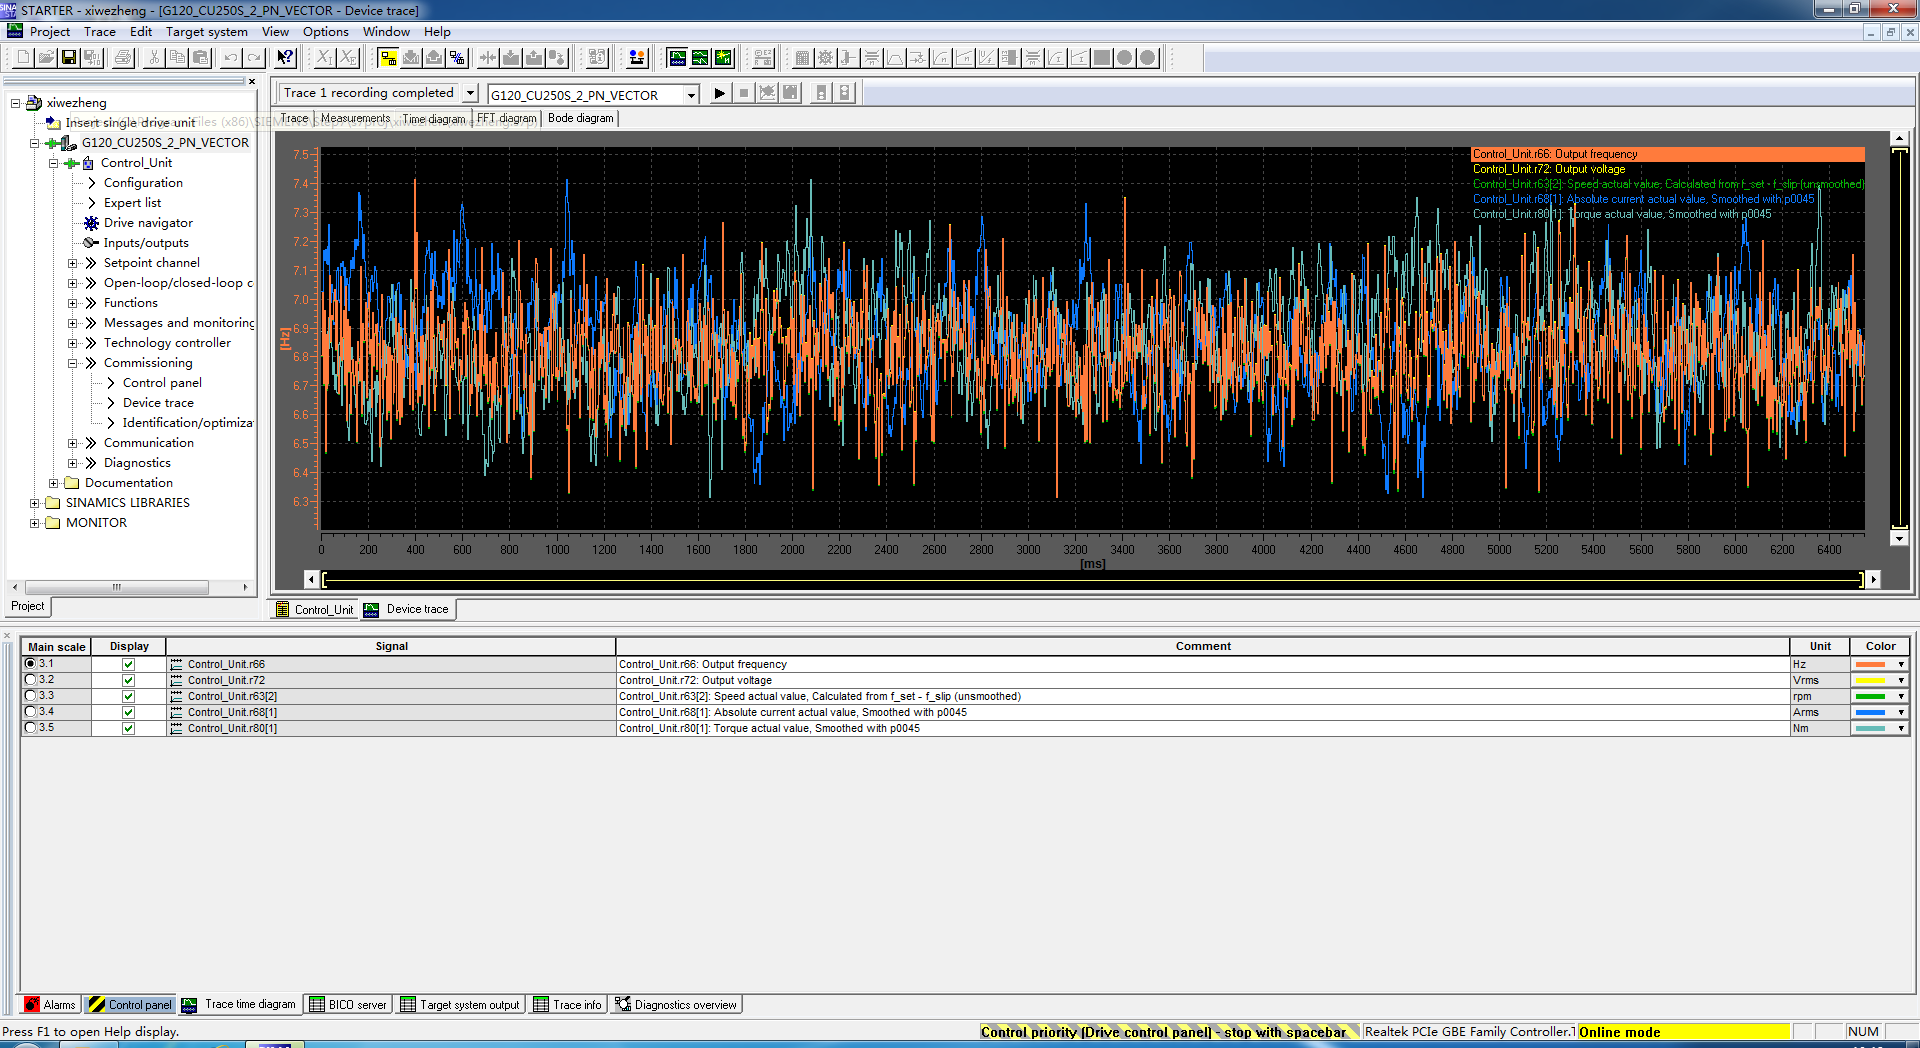 STARTER - xiwezheng - [G120_CU250S_2_PN_VECTOR - Device trace]
Project Trace Edit Target system View Options Window Help
Trace 1 recording completed
G120_CU250S_2_PN_VECTOR
Trace Measurements Time diagram FFT diagram Bode diagram
xiwezheng
Insert single drive unit
G120_CU250S_2_PN_VECTOR
Control_Unit
Configuration
Expert list
Drive navigator
Inputs/outputs
Setpoint channel
Open-loop/closed-loop c
Functions
Messages and monitoring
Technology controller
Commissioning
Control panel
Device trace
Identification/optimiza
Communication
Diagnostics
Documentation
SINAMICS LIBRARIES
MONITOR
Project
Control_Unit.r66: Output frequency
Control_Unit.r72: Output voltage
Control_Unit.r63[2]: Speed actual value, Calculated from f_set - f_slip (unsmoothed)
Control_Unit.r68[1]: Absolute current actual value, Smoothed with p0045
Control_Unit.r80[1]: Torque actual value, Smoothed with p0045
7.5
7.4
7.3
7.2
7.1
7.0
6.9
6.8
6.7
6.6
6.5
6.4
6.3
[Hz]
0 200 400 600 800 1000 1200 1400 1600 1800 2000 2200 2400 2600 2800 3000 3200 3400 3600 3800 4000 4200 4400 4600 4800 5000 5200 5400 5600 5800 6000 6200 6400
[ms]
Control_Unit Device trace
Main scale Display Signal Comment Unit Color
3.1 Control_Unit.r66 Control_Unit.r66: Output frequency Hz
3.2 Control_Unit.r72 Control_Unit.r72: Output voltage Vrms
3.3 Control_Unit.r63[2] Control_Unit.r63[2]: Speed actual value, Calculated from f_set - f_slip (unsmoothed) rpm
3.4 Control_Unit.r68[1] Control_Unit.r68[1]: Absolute current actual value, Smoothed with p0045 Arms
3.5 Control_Unit.r80[1] Control_Unit.r80[1]: Torque actual value, Smoothed with p0045 Nm
Alarms Control panel Trace time diagram BICO server Target system output Trace info Diagnostics overview
Press F1 to open Help display.
Control priority [Drive control panel] - stop with spacebar
Realtek PCIe GBE Family Controller.T
Online mode
NUM